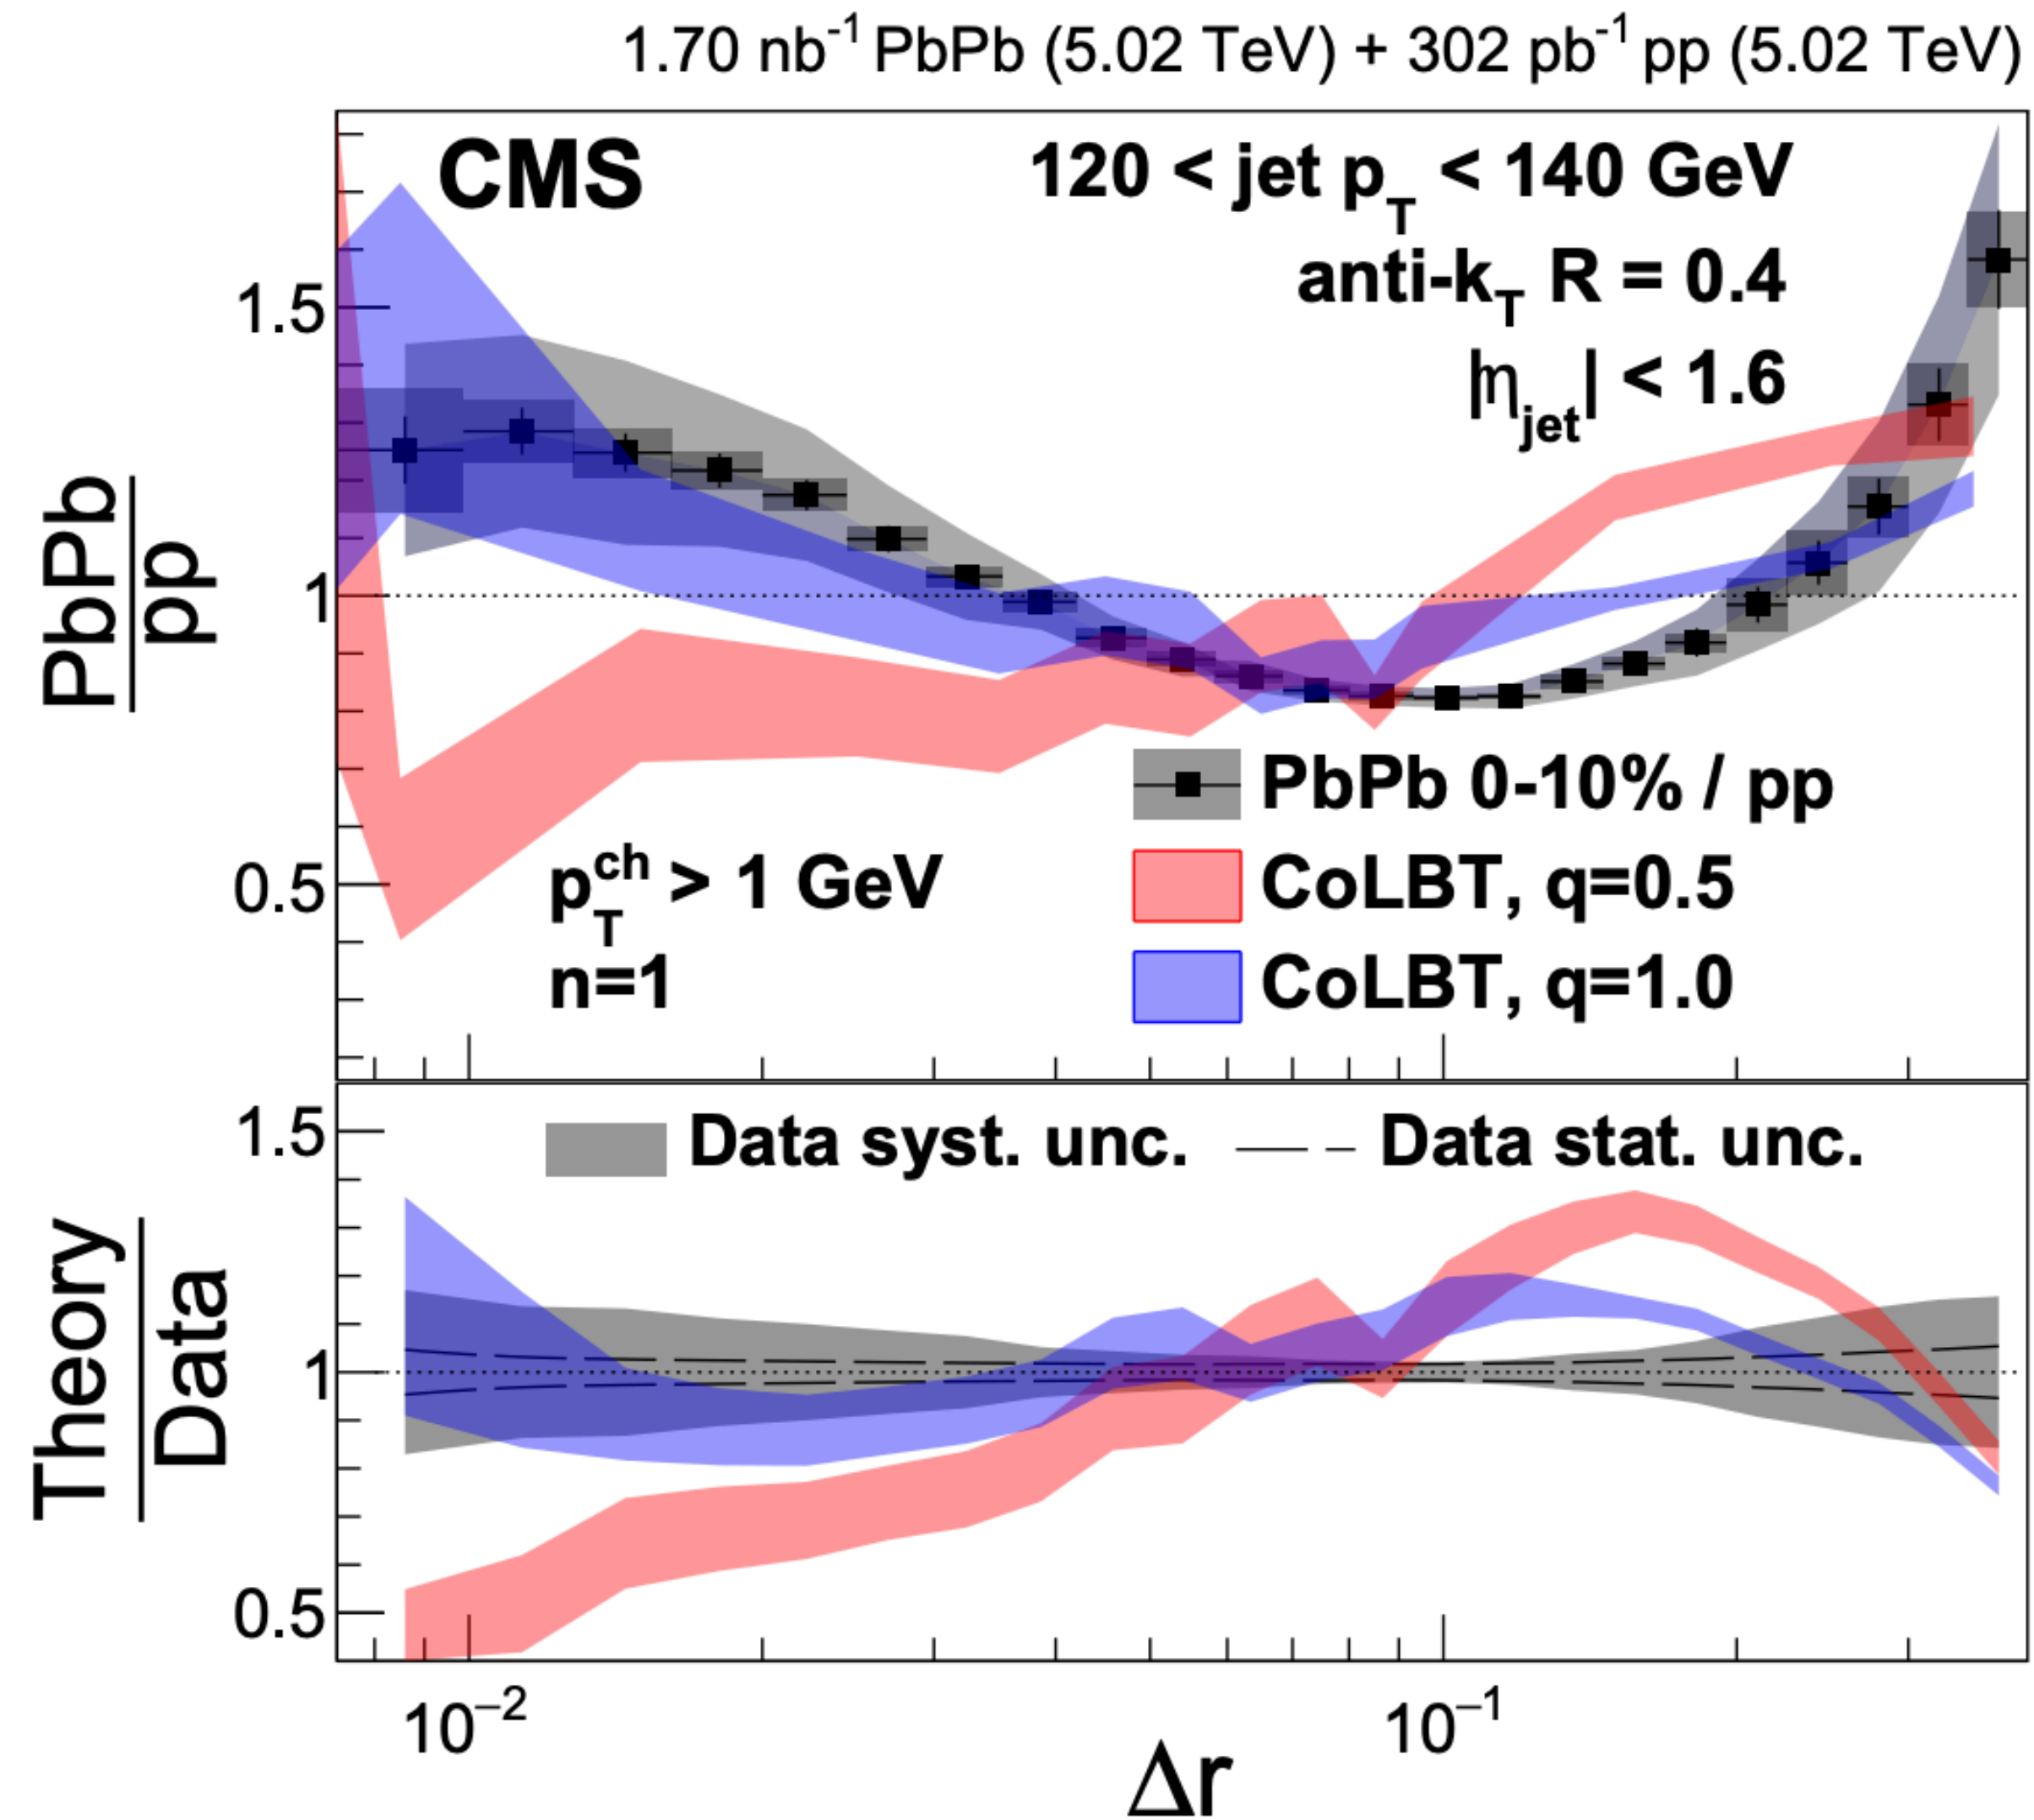 1.70 nb⁻¹ PbPb (5.02 TeV) + 302 pb⁻¹ pp (5.02 TeV)
CMS
120 < jet p_T < 140 GeV
anti-k_T R = 0.4
|η_jet| < 1.6
PbPb
pp
1.5
1
0.5
PbPb 0-10% / pp
CoLBT, q=0.5
CoLBT, q=1.0
p_T^ch > 1 GeV
n=1
Data syst. unc.
Data stat. unc.
Theory
Data
1.5
1
0.5
10⁻²
10⁻¹
Δr